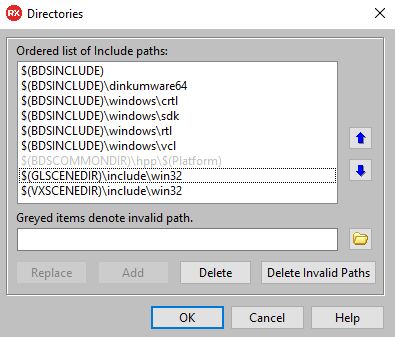 RX Directories
Ordered list of Include paths:
$(BDSINCLUDE)
$(BDSINCLUDE)\dinkumware64
$(BDSINCLUDE)\windows\crtl
$(BDSINCLUDE)\windows\sdk
$(BDSINCLUDE)\windows\rtl
$(BDSINCLUDE)\windows\vcl
$(BDSCOMMONDIR)\hpp\$(Platform)
$(GLSCENEDIR)\include\win32
$(VXSCENEDIR)\include\win32
Greyed items denote invalid path.
Replace Add Delete Delete Invalid Paths
OK Cancel Help